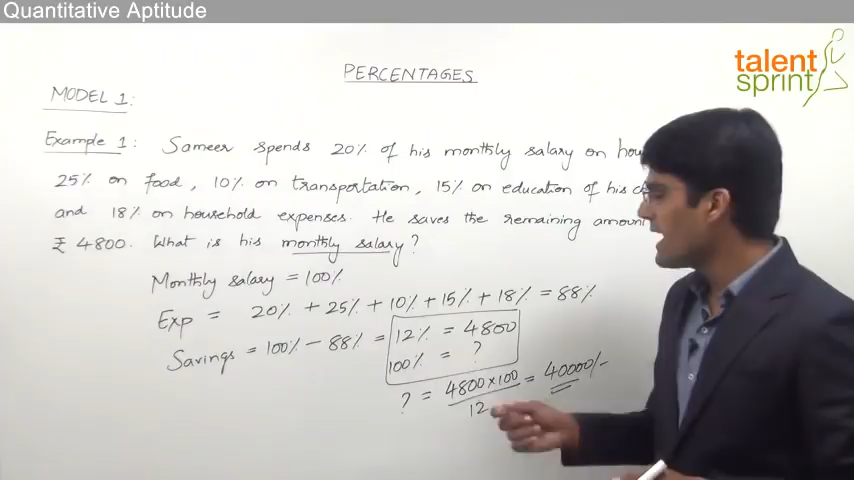 Quantitative Aptitude
talent
sprint
PERCENTAGES
MODEL 1:
Example 1: Sameer spends 20% of his monthly salary on
25% on food, 10% on transportation, 15% on education of his
and 18% on household expenses. He saves the remaining amount
₹ 4800. What is his monthly salary?
Monthly salary = 100%
Exp = 20% + 25% + 10% + 15% + 18% = 88%
Savings = 100% - 88% = 12% = 4800
100% = ?
? = 4800×100 = 40000/-
12